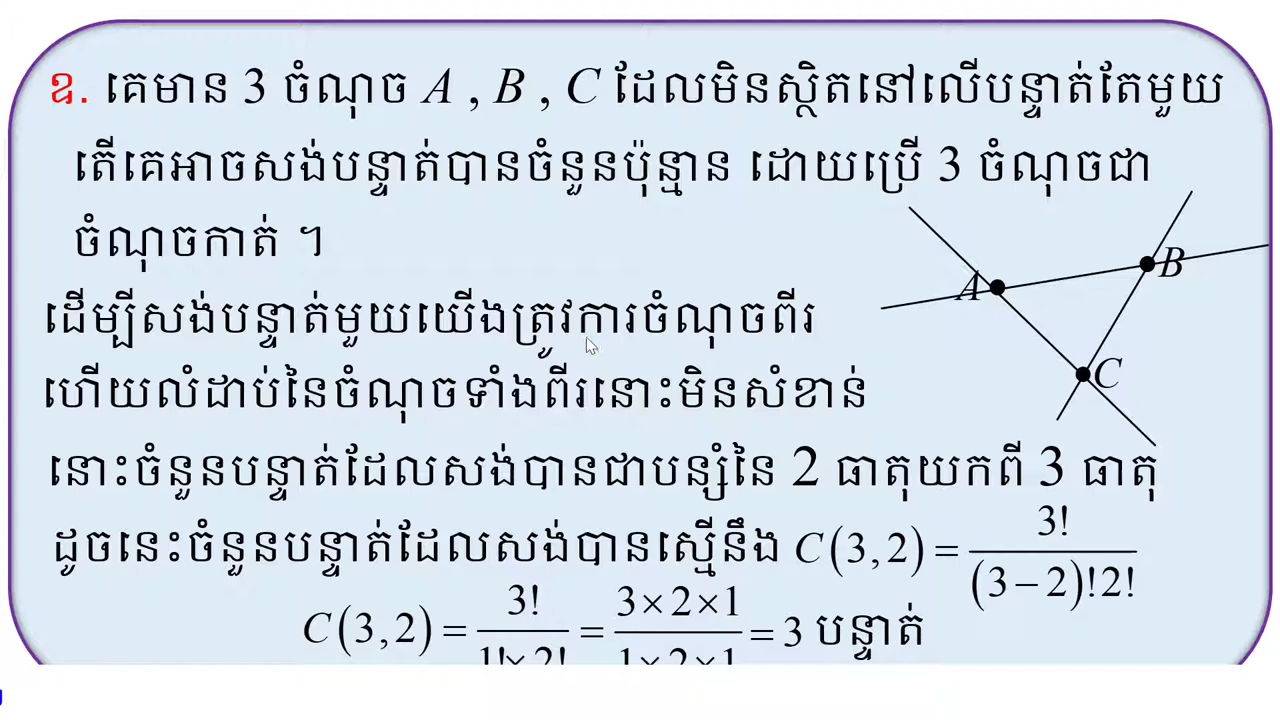 ឧ. គេមាន 3 ចំណុច A , B , C ដែលមិនស្ថិតនៅលើបន្ទាត់តែមួយ
តើគេអាចសង់បន្ទាត់បានចំនួនប៉ុន្មាន ដោយប្រើ 3 ចំណុចជា
ចំណុចកាត់ ។
A
B
C
ដើម្បីសង់បន្ទាត់មួយយើងត្រូវការចំណុចពីរ
ហើយលំដាប់នៃចំណុចទាំងពីរនោះមិនសំខាន់
នោះចំនួនបន្ទាត់ដែលសង់បានជាបន្សំនៃ 2 ធាតុយកពី 3 ធាតុ
ដូចនេះចំនួនបន្ទាត់ដែលសង់បានស្មើនឹង C(3,2) = 3! / (3−2)!2!
C(3,2) = 3! / 1!×2! = 3×2×1 / 1×2×1 = 3 បន្ទាត់